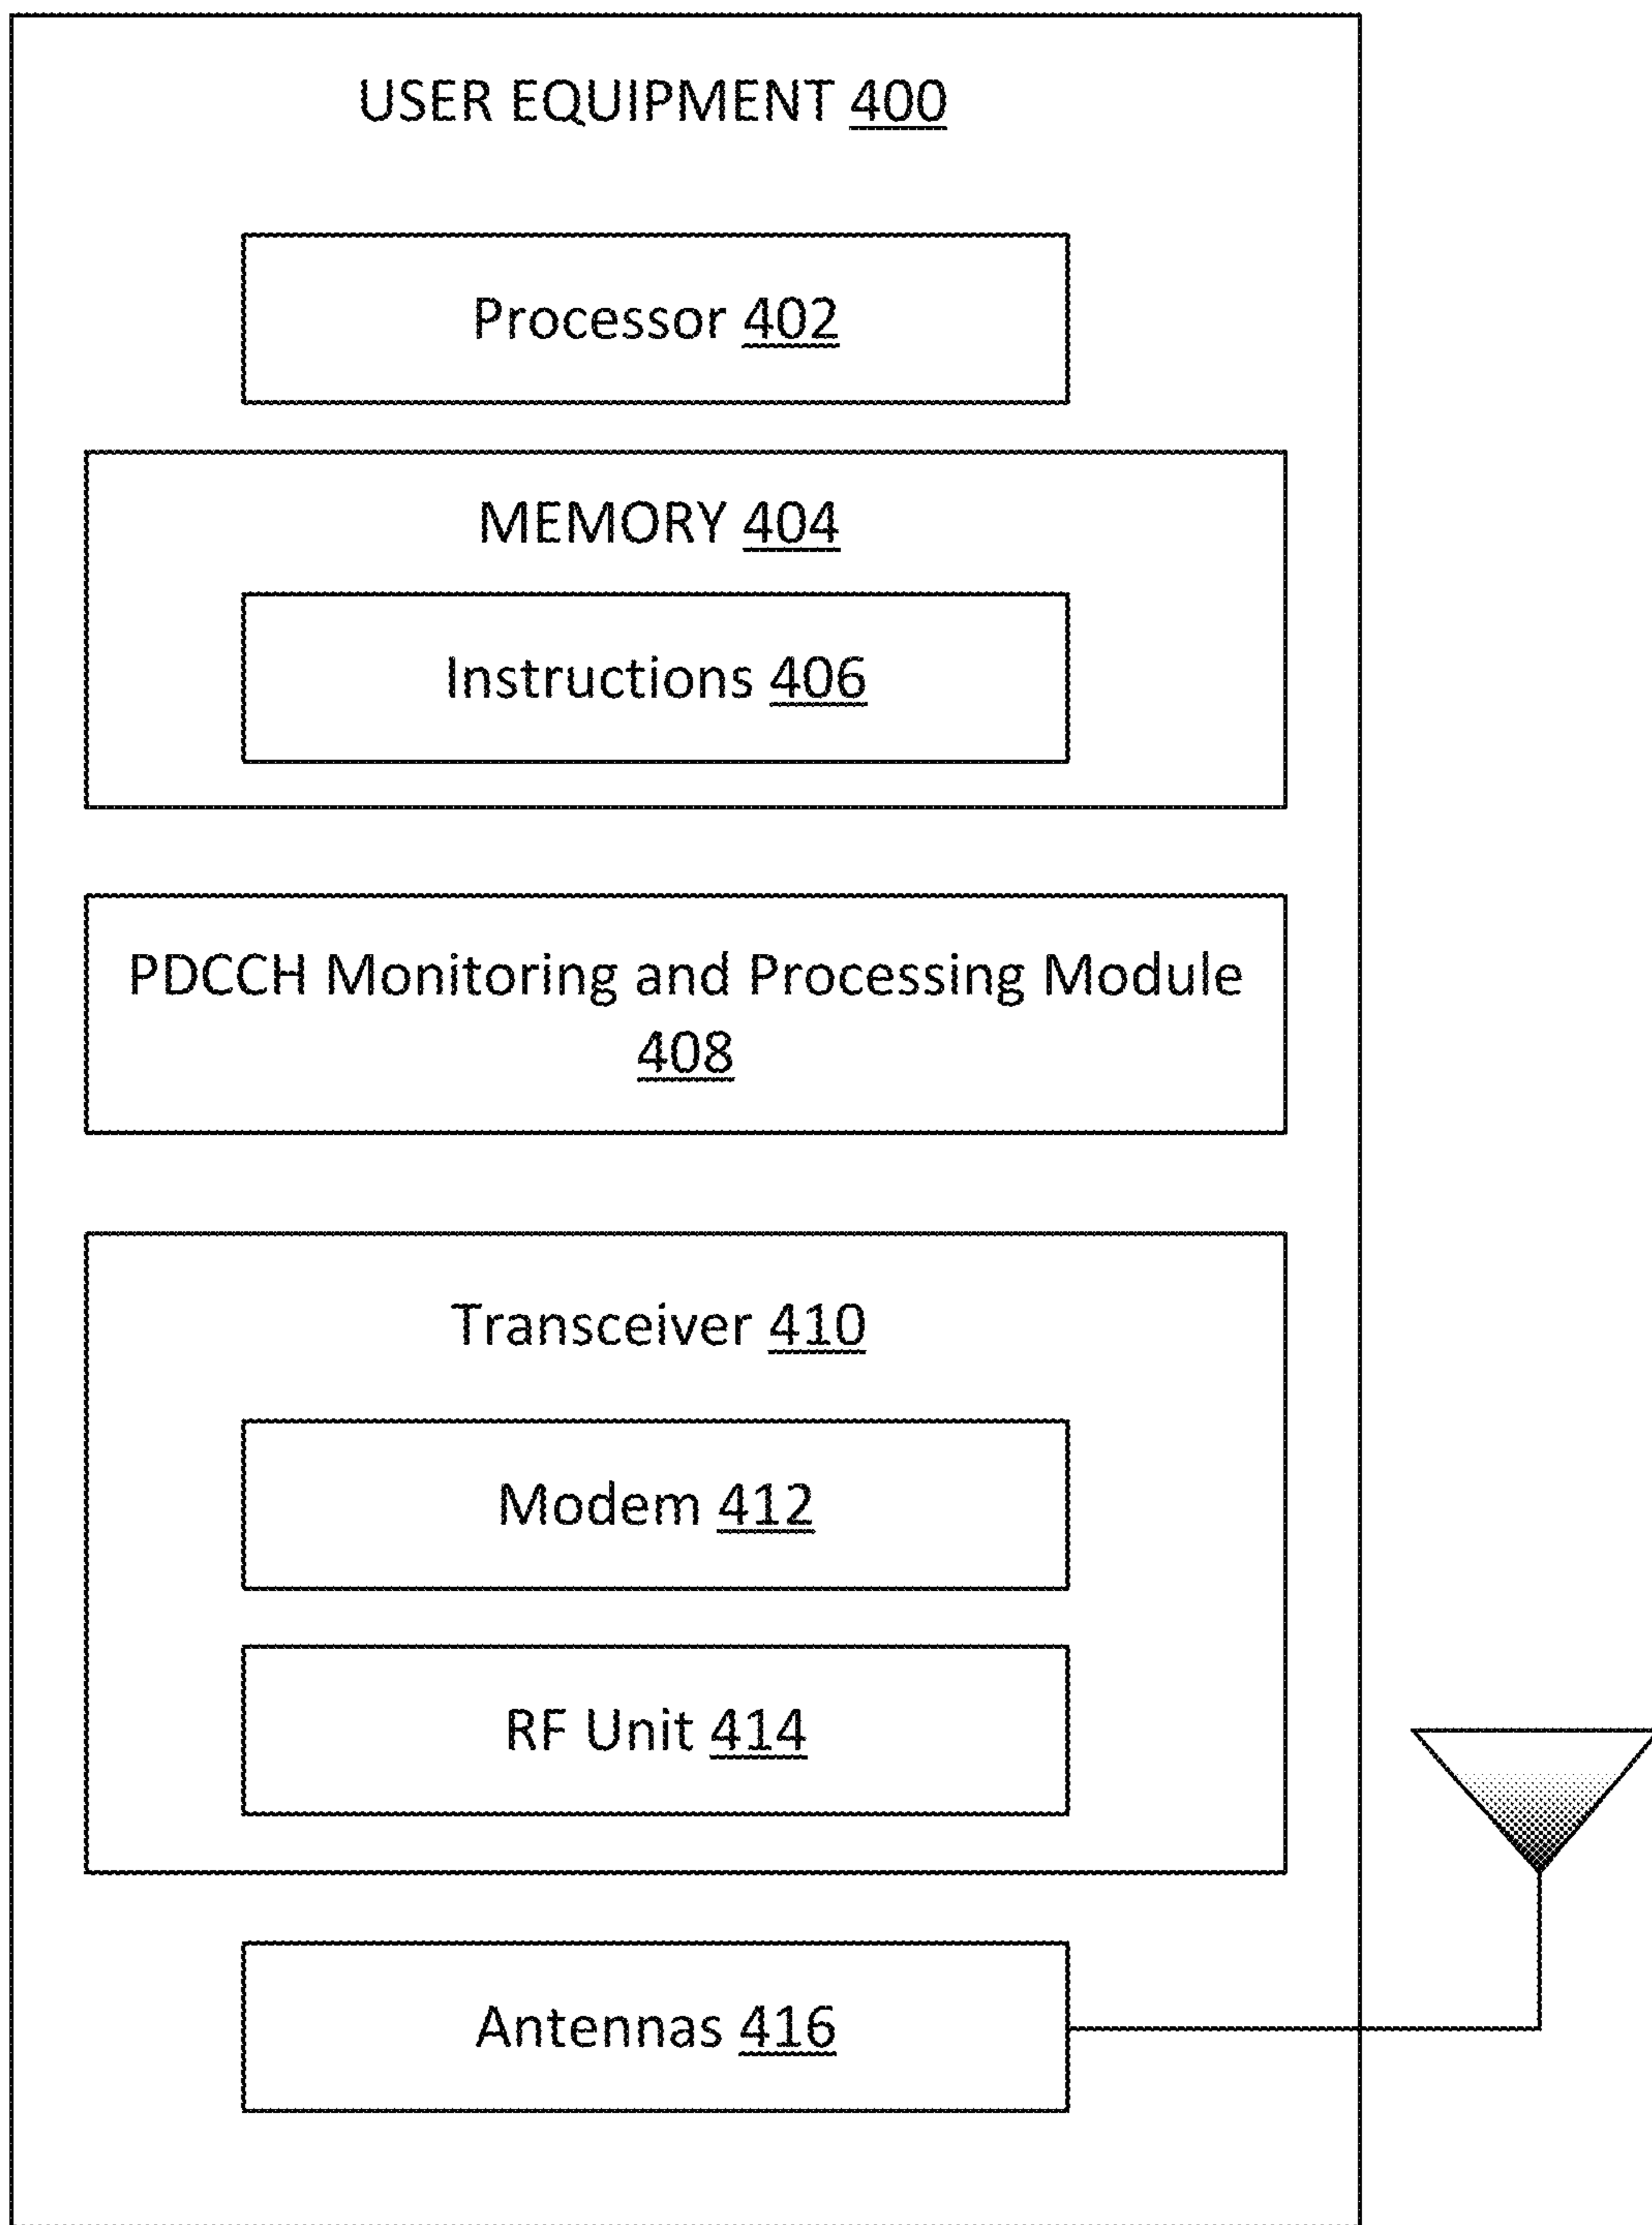 USER EQUIPMENT 400
Processor 402
MEMORY 404
Instructions 406
PDCCH Monitoring and Processing Module
408
Transceiver 410
Modem 412
RF Unit 414
Antennas 416